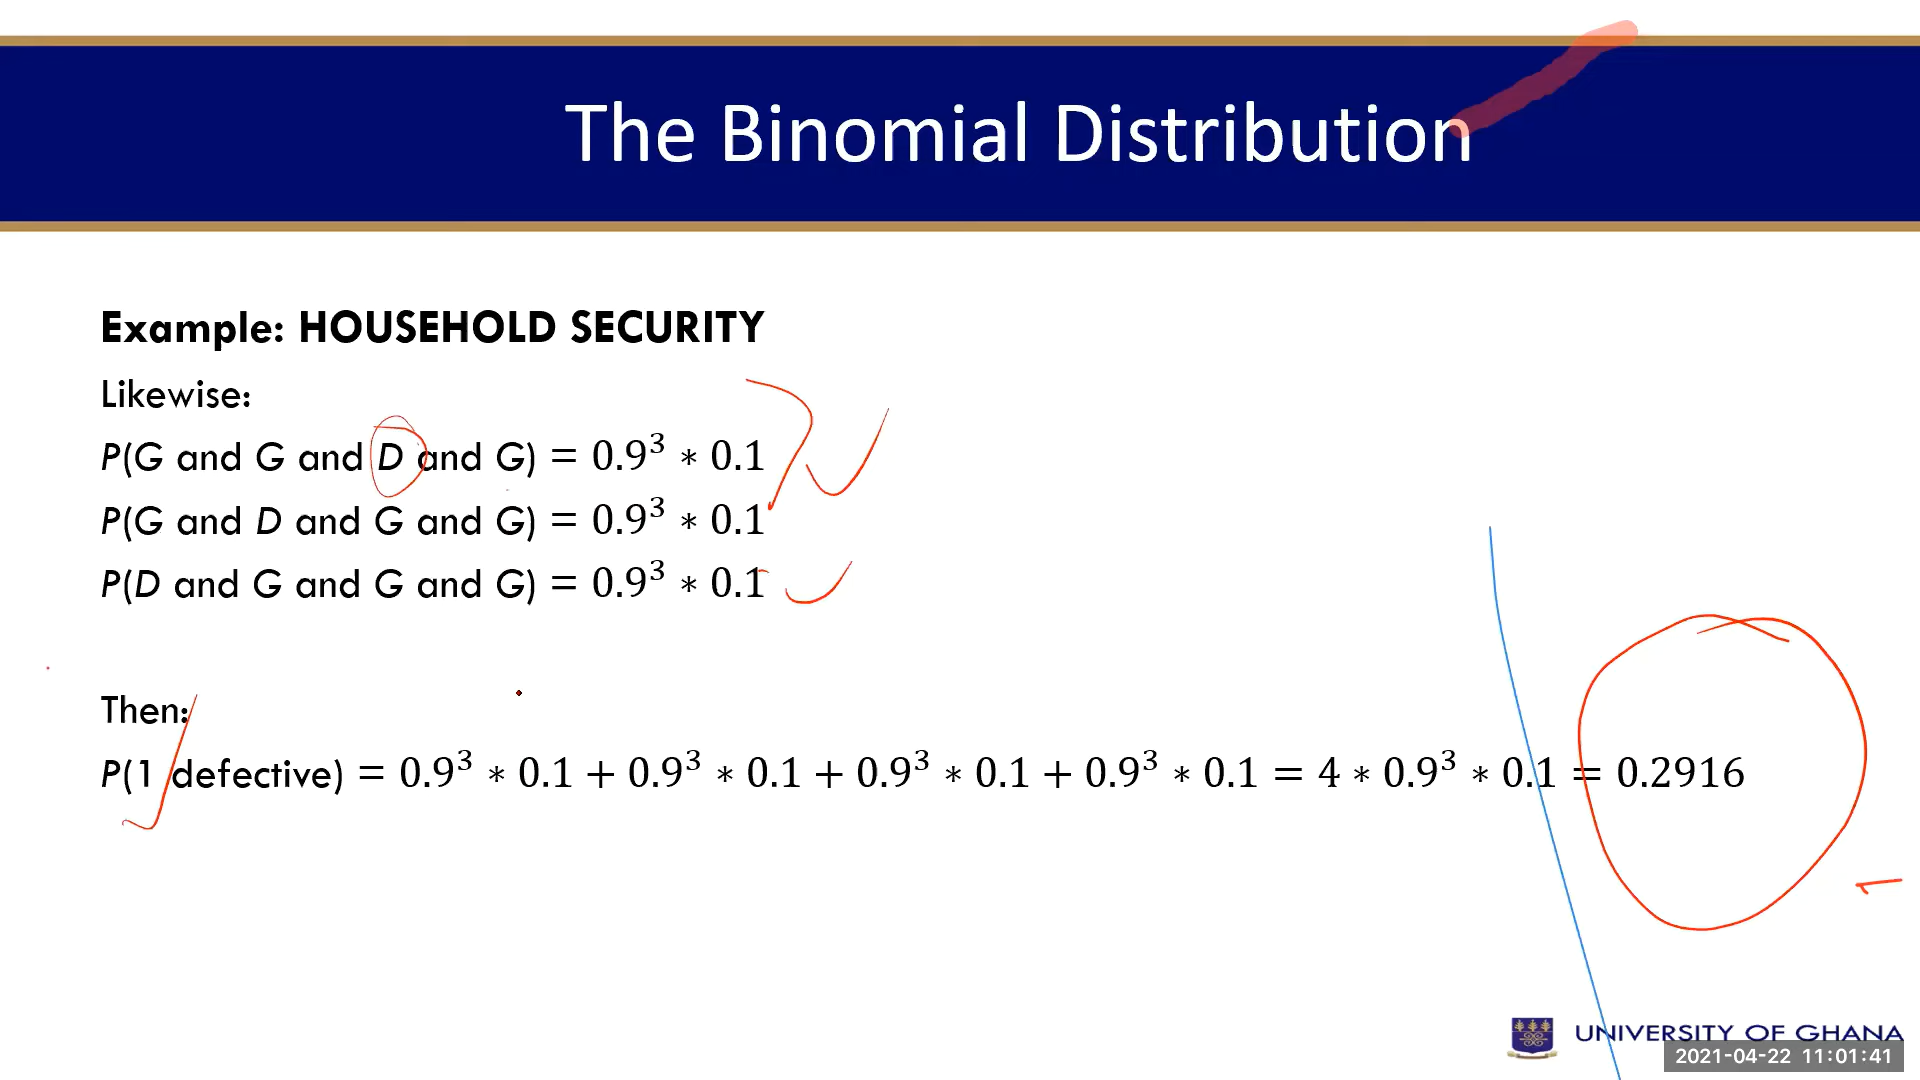 The Binomial Distribution
Example: HOUSEHOLD SECURITY
Likewise:
P(G and G and D and G) = 0.9³ ∗ 0.1
P(G and D and G and G) = 0.9³ ∗ 0.1
P(D and G and G and G) = 0.9³ ∗ 0.1
Then:
P(1 defective) = 0.9³ ∗ 0.1 + 0.9³ ∗ 0.1 + 0.9³ ∗ 0.1 + 0.9³ ∗ 0.1 = 4 ∗ 0.9³ ∗ 0.1 = 0.2916
UNIVERSITY OF GHANA
2021-04-22 11:01:41